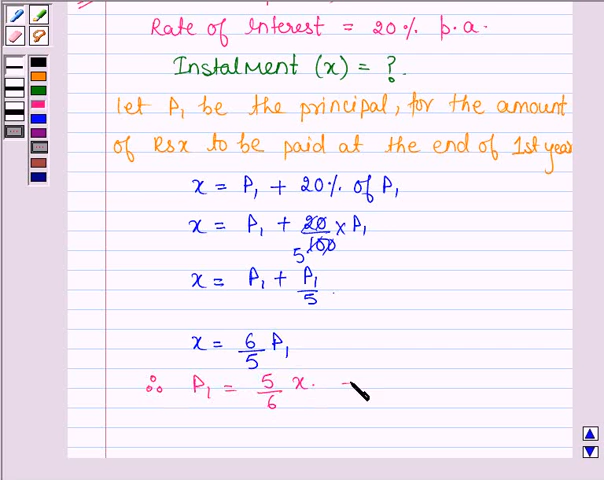 Rate of Interest = 20% p.a.
Instalment (x) = ?.
let P₁ be the principal, for the amount
of Rs x to be paid at the end of 1st year
x = P₁ + 20% of P₁
x = P₁ + 20/100 × P₁
5
x = P₁ + P₁/5
x = 6/5 P₁
∴ P₁ = 5/6 x. -